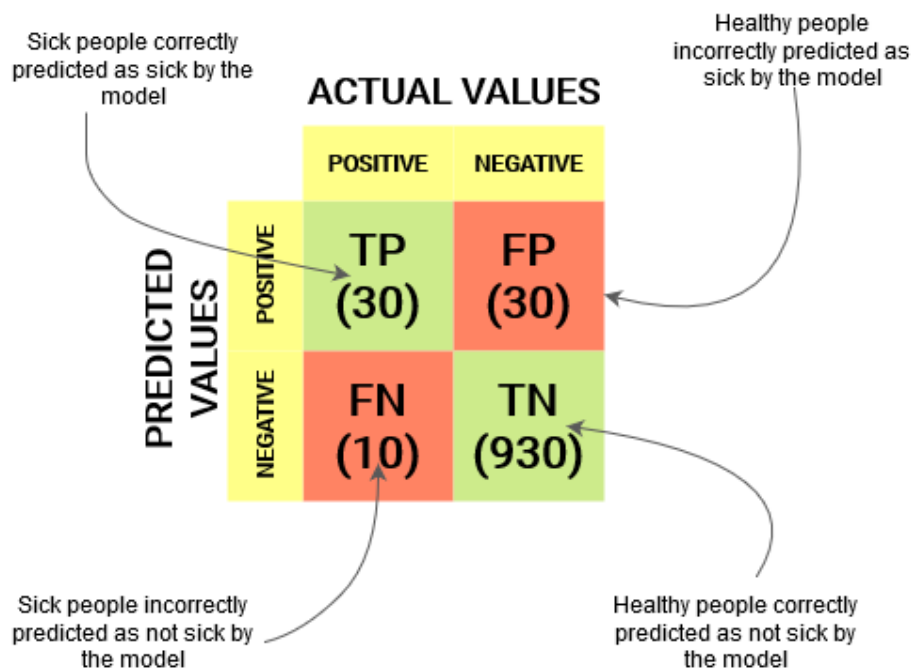 Sick people correctly
predicted as sick by the
model
Healthy people
incorrectly predicted as
sick by the model
ACTUAL VALUES
POSITIVE
NEGATIVE
PREDICTED
VALUES
POSITIVE
TP
(30)
FP
(30)
NEGATIVE
FN
(10)
TN
(930)
Sick people incorrectly
predicted as not sick by
the model
Healthy people correctly
predicted as not sick by
the model